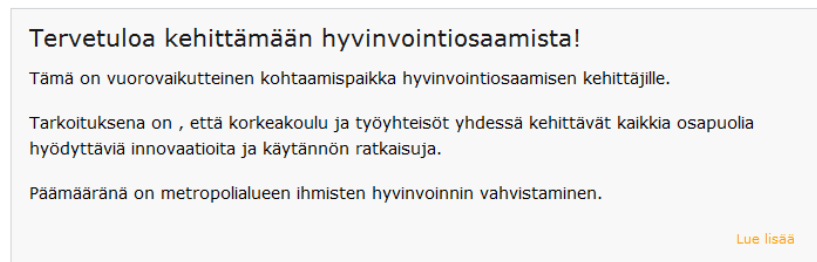 Tervetuloa kehittämään hyvinvointiosaamista!
Tämä on vuorovaikutteinen kohtaamispaikka hyvinvointiosaamisen kehittäjille.
Tarkoituksena on , että korkeakoulu ja työyhteisöt yhdessä kehittävät kaikkia osapuolia
hyödyttäviä innovaatioita ja käytännön ratkaisuja.
Päämääränä on metropolialueen ihmisten hyvinvoinnin vahvistaminen.
Lue lisää